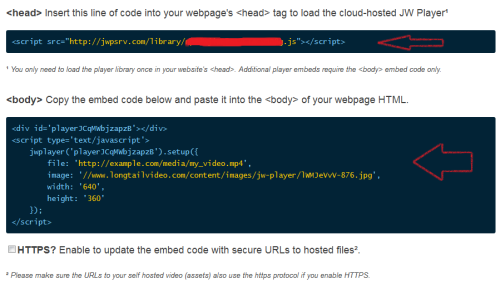 <head> Insert this line of code into your webpage's <head> tag to load the cloud-hosted JW Player¹
<script src="http://jwpsrv.com/library/ .js"></script>
¹ You only need to load the player library once in your website's <head>. Additional player embeds require the <body> embed code only.
<body> Copy the embed code below and paste it into the <body> of your webpage HTML.
<div id='playerJCqMWbjzapzB'></div>
<script type='text/javascript'>
jwplayer('playerJCqMWbjzapzB').setup({
file: 'http://example.com/media/my_video.mp4',
image: '//www.longtailvideo.com/content/images/jw-player/lWMJeVvV-876.jpg',
width: '640',
height: '360'
});
</script>
HTTPS? Enable to update the embed code with secure URLs to hosted files².
² Please make sure the URLs to your self hosted video (assets) also use the https protocol if you enable HTTPS.